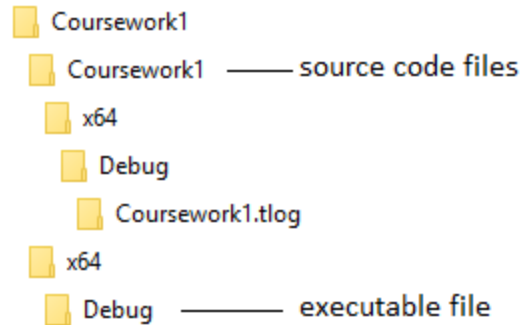 Coursework1
Coursework1 source code files
x64
Debug
Coursework1.tlog
x64
Debug executable file